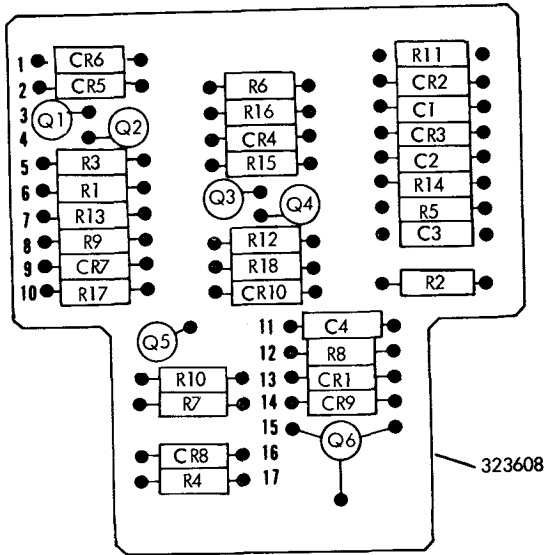 1 CR6
2 CR5
3 Q1
4 Q2
5 R3
6 R1
7 R13
8 R9
9 CR7
10 R17
R6
R16
CR4
R15
Q3
Q4
R12
R18
CR10
R11
CR2
C1
CR3
C2
R14
R5
C3
R2
Q5
R10
R7
CR8
R4
11 C4
12 R8
13 CR1
14 CR9
15 Q6
16
17
323608